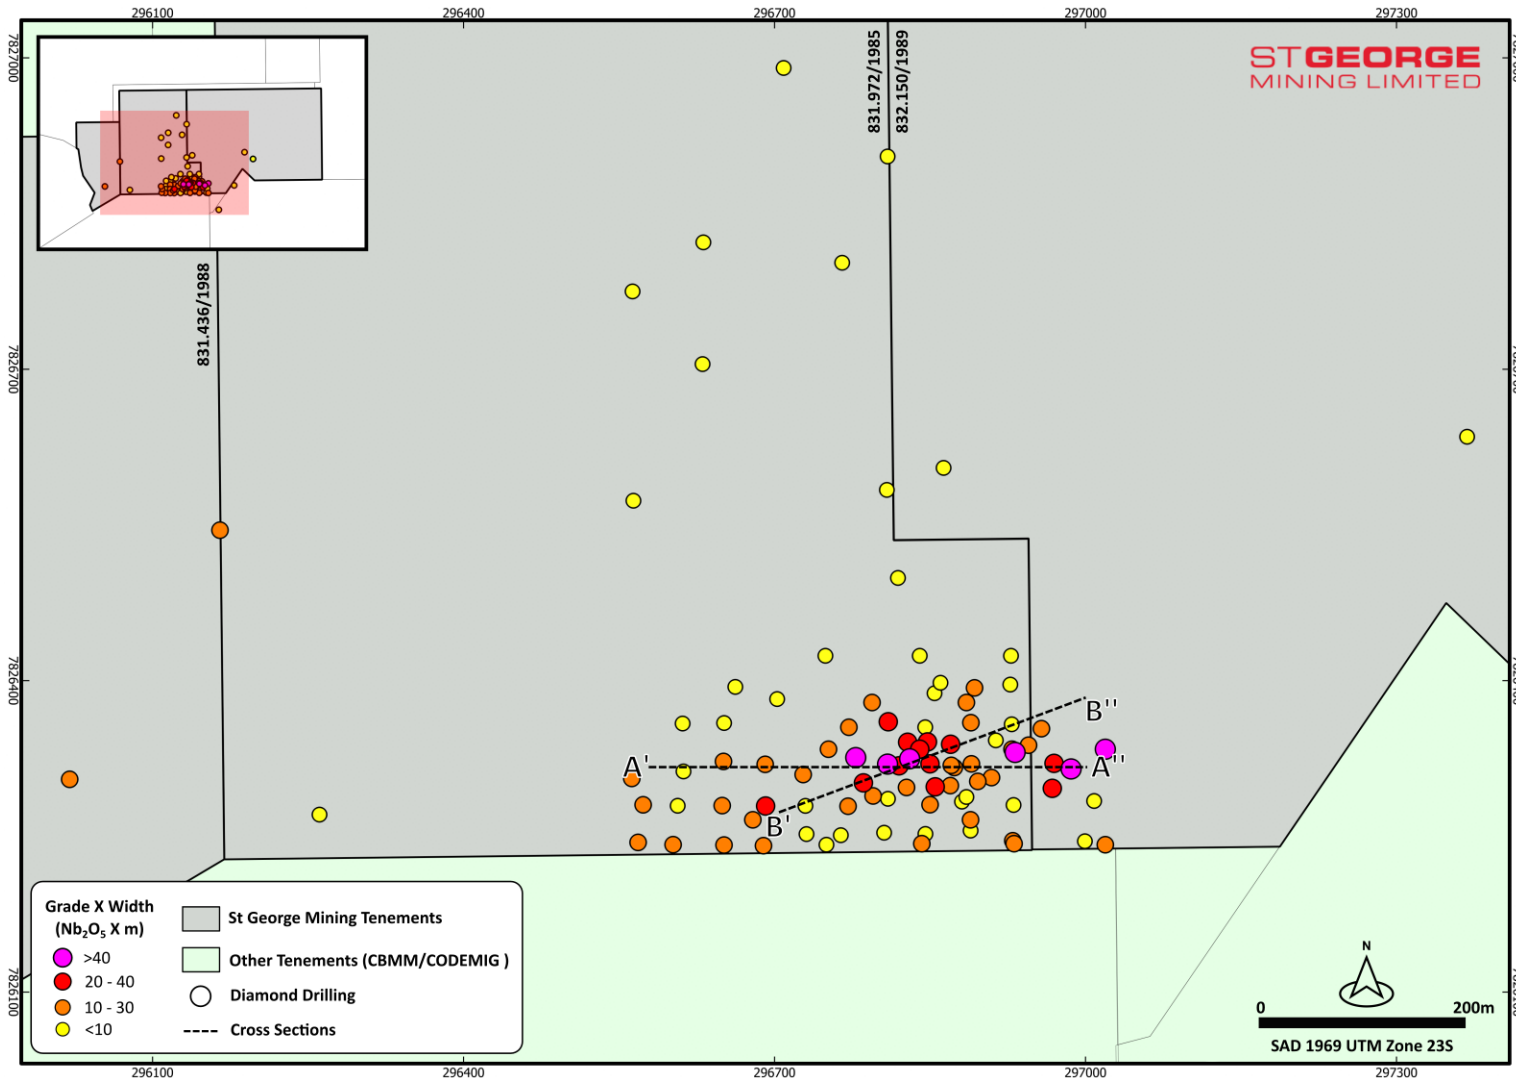 296100
296400
296700
297000
297300
7827000
7826700
7826400
7826100
831.972/1985
832.150/1989
831.436/1988
STGEORGE
MINING LIMITED
A'
A''
B'
B''
Grade X Width
(Nb₂O₅ X m)
>40
20 - 40
10 - 30
<10
St George Mining Tenements
Other Tenements (CBMM/CODEMIG )
Diamond Drilling
Cross Sections
N
0 200m
SAD 1969 UTM Zone 23S
296100
296400
296700
297000
297300